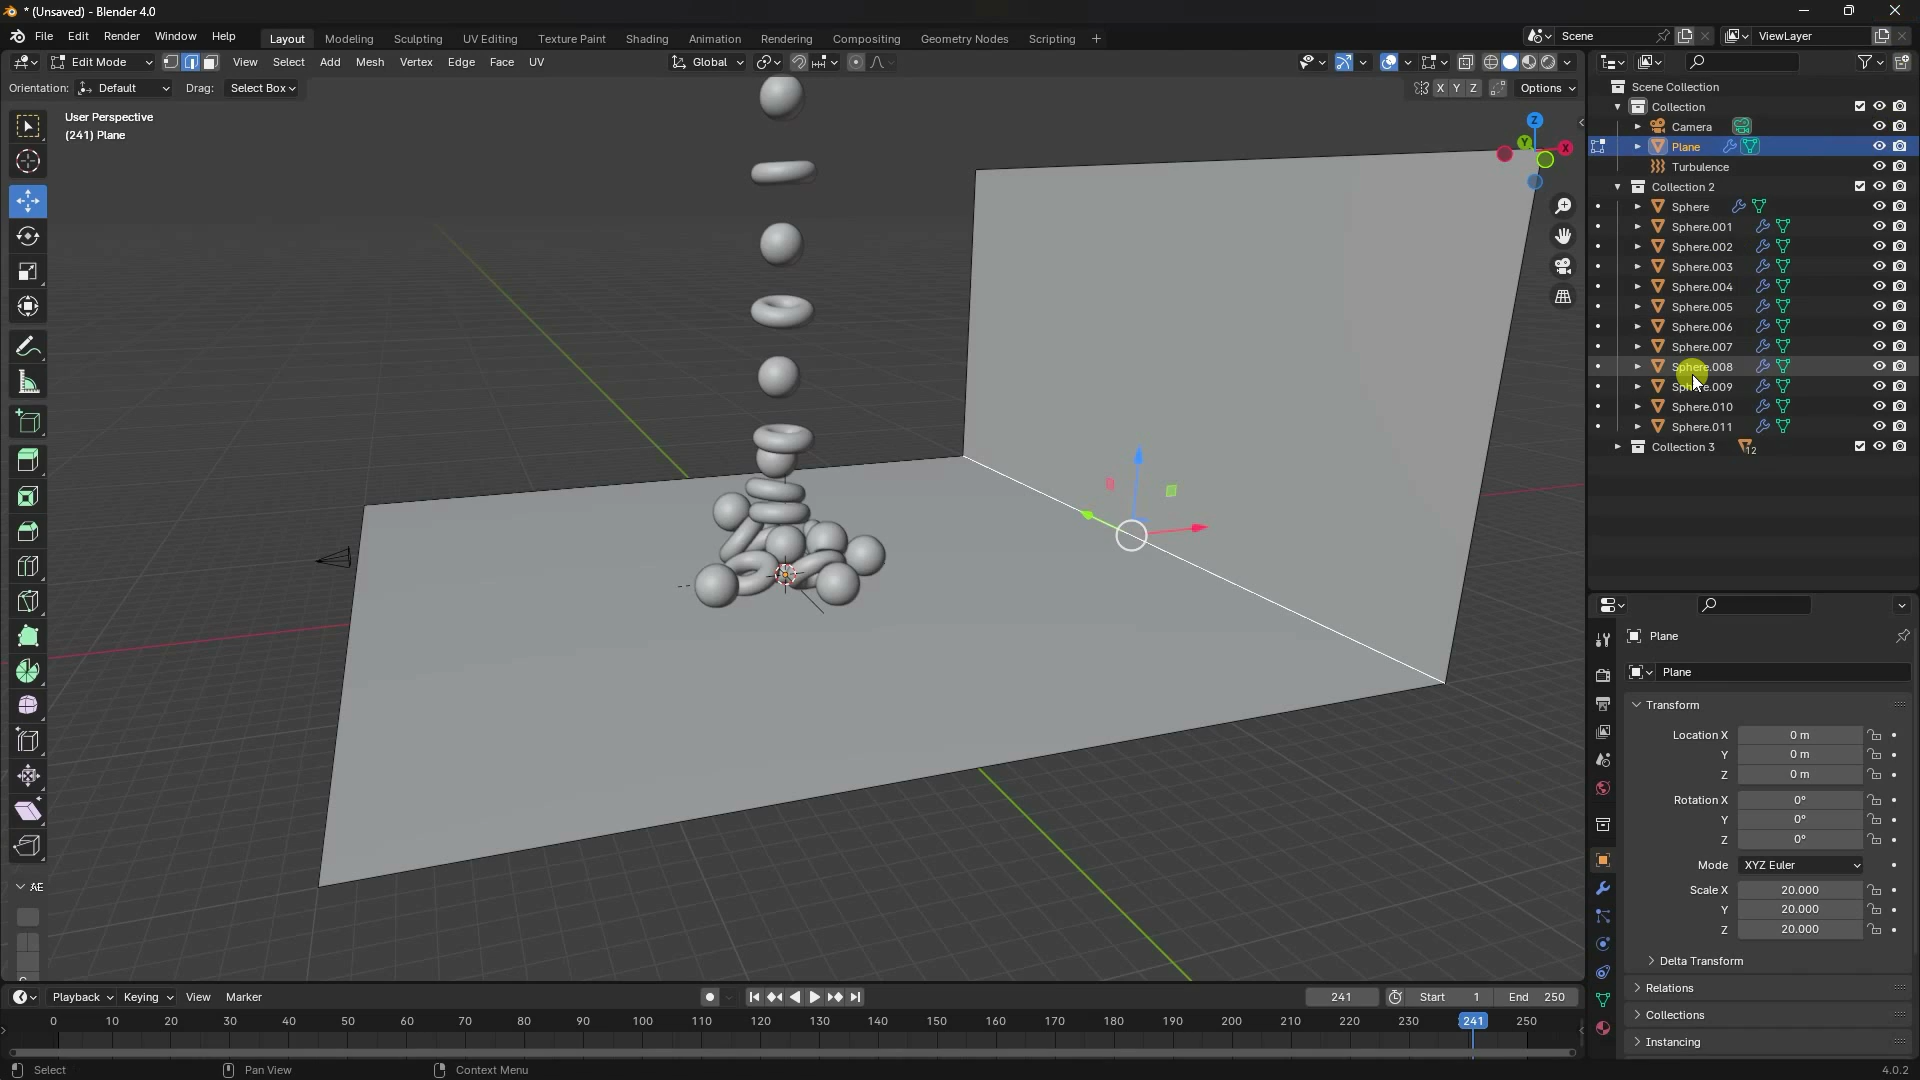 * (Unsaved) - Blender 4.0
File Edit Render Window Help Layout Modeling Sculpting UV Editing Texture Paint Shading Animation Rendering Compositing Geometry Nodes Scripting + Scene ViewLayer
Edit Mode View Select Add Mesh Vertex Edge Face UV Global
Orientation: Default Drag: Select Box X Y Z Options
User Perspective
(241) Plane
Z
Y
X
Scene Collection
Collection
Camera
Plane
Turbulence
Collection 2
Sphere
Sphere.001
Sphere.002
Sphere.003
Sphere.004
Sphere.005
Sphere.006
Sphere.007
Sphere.008
Sphere.009
Sphere.010
Sphere.011
Collection 3 12
Plane
Plane
Transform
Location X 0 m
Y 0 m
Z 0 m
Rotation X 0°
Y 0°
Z 0°
Mode XYZ Euler
Scale X 20.000
Y 20.000
Z 20.000
Delta Transform
Relations
Collections
Instancing
AE
Playback Keying View Marker 241 Start 1 End 250
0 10 20 30 40 50 60 70 80 90 100 110 120 130 140 150 160 170 180 190 200 210 220 230 241 250
Select Pan View Context Menu 4.0.2